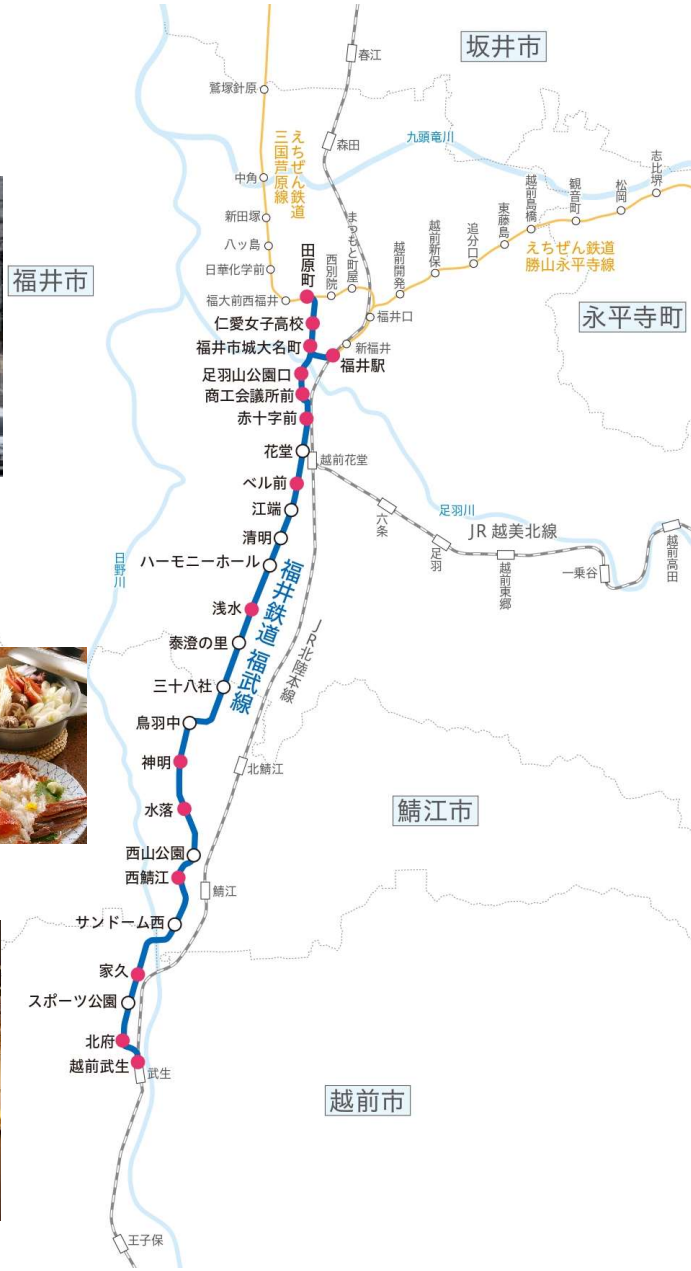 坂井市
春江
鷲塚針原
森田
九頭竜川
えちぜん鉄道
三国芦原線
志比堺
松岡
観音町
越前島橋
東藤島
追分口
越前新保
越前開発
まつもと町屋
西別院
田原町
中角
新田塚
八ッ島
日華化学前
福大前西福井
えちぜん鉄道
勝山永平寺線
福井市
永平寺町
仁愛女子高校
福井口
福井市城大名町
新福井
福井駅
足羽山公園口
商工会議所前
赤十字前
花堂
越前花堂
ベル前
江端
六条
足羽川
清明
足羽
JR越美北線
越前高田
ハーモニーホール
越前東郷
一乗谷
日野川
福井鉄道 福武線
浅水
泰澄の里
JR北陸本線
三十八社
鳥羽中
神明
北鯖江
水落
鯖江市
西山公園
西鯖江
鯖江
サンドーム西
家久
スポーツ公園
北府
越前武生
武生
越前市
王子保